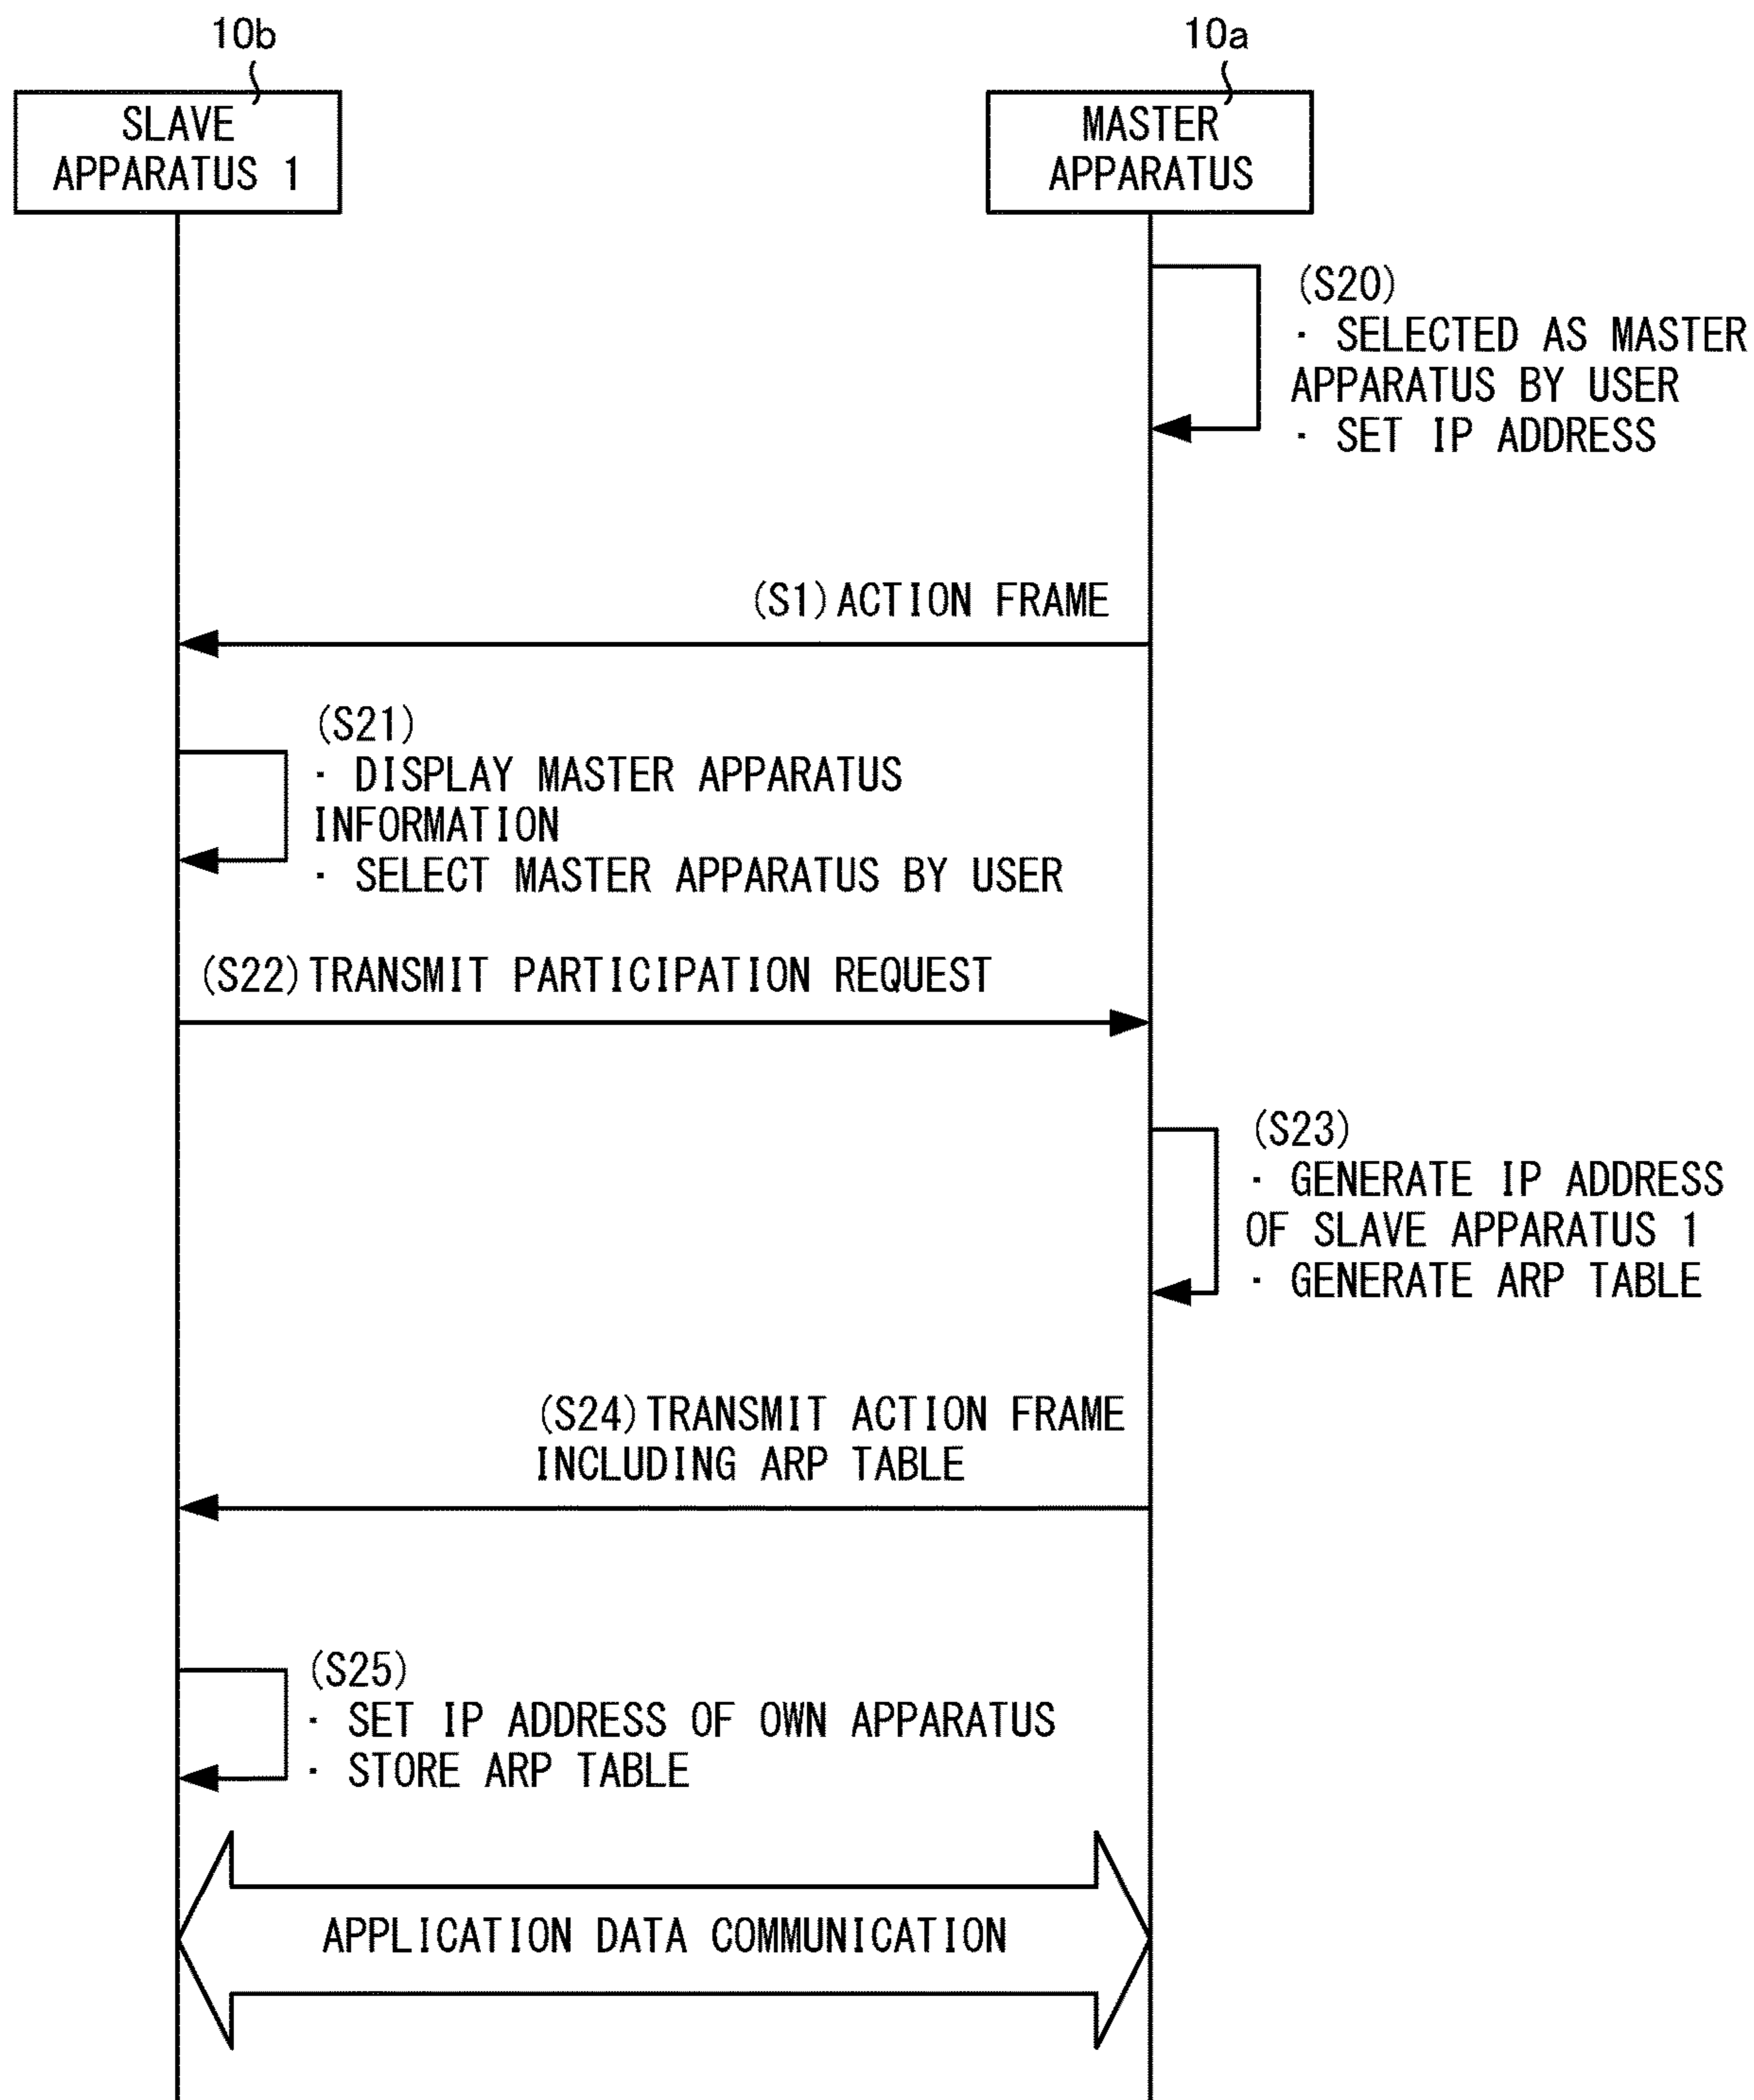 10b
10a
SLAVE
APPARATUS 1
MASTER
APPARATUS
(S20)
· SELECTED AS MASTER
APPARATUS BY USER
· SET IP ADDRESS
(S1)ACTION FRAME
(S21)
· DISPLAY MASTER APPARATUS
INFORMATION
· SELECT MASTER APPARATUS BY USER
(S22)TRANSMIT PARTICIPATION REQUEST
(S23)
· GENERATE IP ADDRESS
OF SLAVE APPARATUS 1
· GENERATE ARP TABLE
(S24)TRANSMIT ACTION FRAME
INCLUDING ARP TABLE
(S25)
· SET IP ADDRESS OF OWN APPARATUS
· STORE ARP TABLE
APPLICATION DATA COMMUNICATION